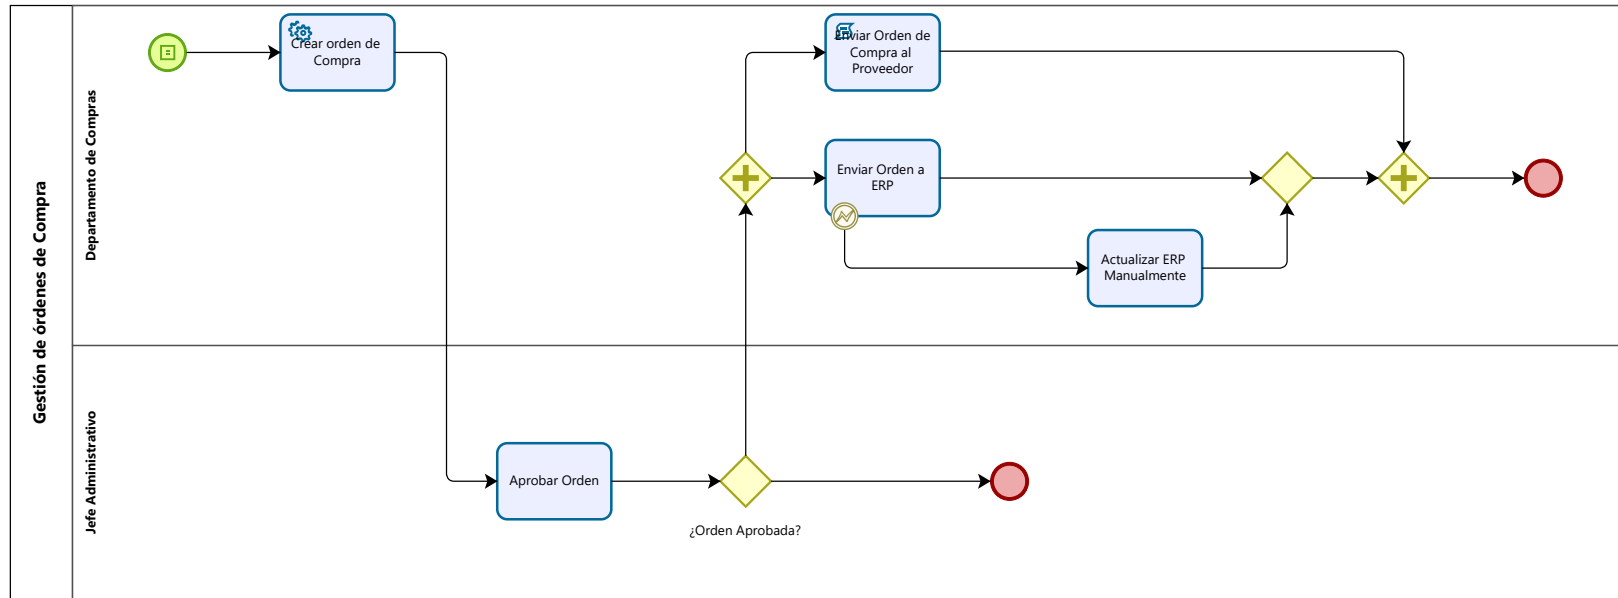 Gestión de órdenes de Compra
Departamento de Compras
Crear orden de
Compra
Enviar Orden de
Compra al
Proveedor
Enviar Orden a
ERP
Actualizar ERP
Manualmente
Jefe Administrativo
Aprobar Orden
¿Orden Aprobada?